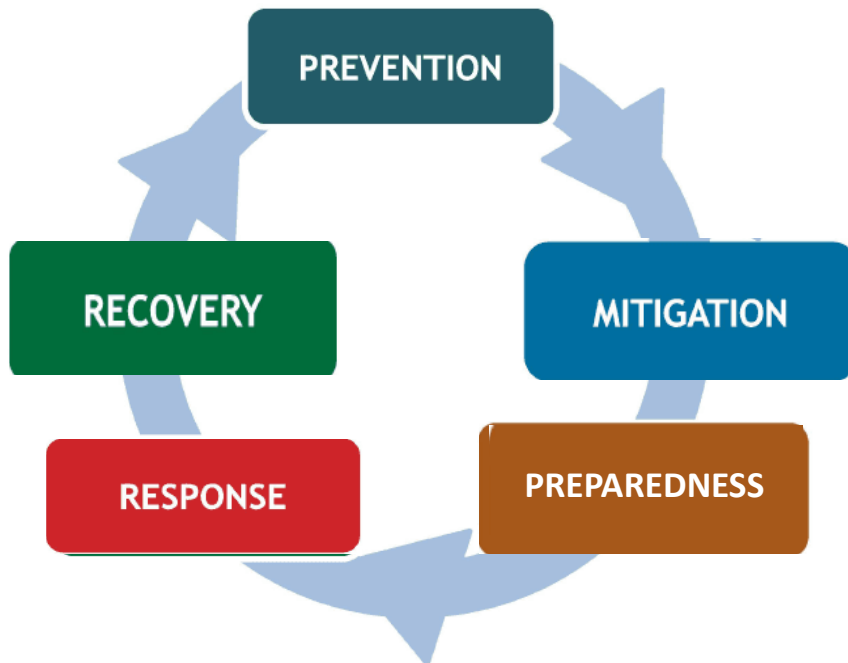 PREVENTION
MITIGATION
PREPAREDNESS
RESPONSE
RECOVERY